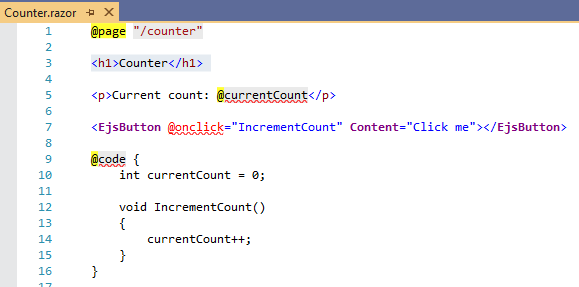 Counter.razor
1 @page "/counter"
2
3 <h1>Counter</h1>
4
5 <p>Current count: @currentCount</p>
6
7 <EjsButton @onclick="IncrementCount" Content="Click me"></EjsButton>
8
9 @code {
10 int currentCount = 0;
11
12 void IncrementCount()
13 {
14 currentCount++;
15 }
16 }
17